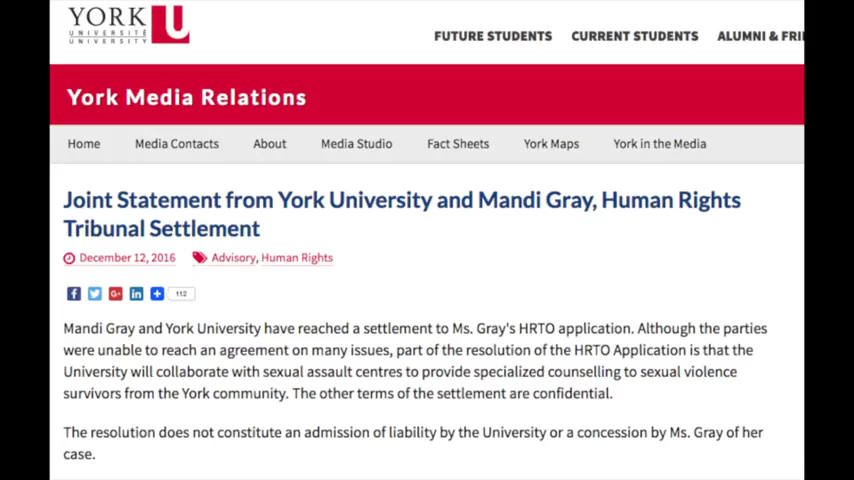 YORK
UNIVERSITÉ
UNIVERSITY
U
FUTURE STUDENTS CURRENT STUDENTS ALUMNI & FRI
York Media Relations
Home Media Contacts About Media Studio Fact Sheets York Maps York in the Media
Joint Statement from York University and Mandi Gray, Human Rights
Tribunal Settlement
December 12, 2016 Advisory, Human Rights
112
Mandi Gray and York University have reached a settlement to Ms. Gray's HRTO application. Although the parties
were unable to reach an agreement on many issues, part of the resolution of the HRTO Application is that the
University will collaborate with sexual assault centres to provide specialized counselling to sexual violence
survivors from the York community. The other terms of the settlement are confidential.
The resolution does not constitute an admission of liability by the University or a concession by Ms. Gray of her
case.